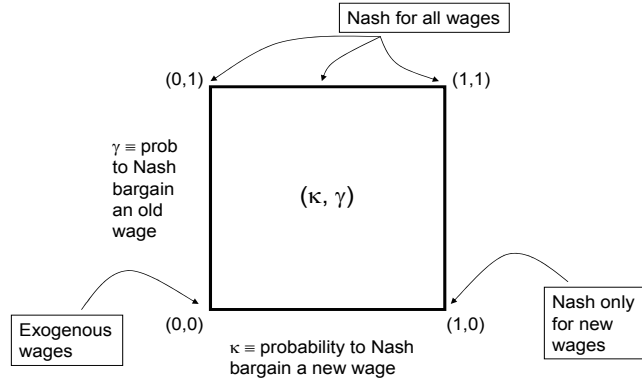 Nash for all wages
(0,1)
(1,1)
γ ≡ prob
to Nash
bargain
an old
wage
(κ, γ)
Exogenous
wages
(0,0)
(1,0)
Nash only
for new
wages
κ ≡ probability to Nash
bargain a new wage